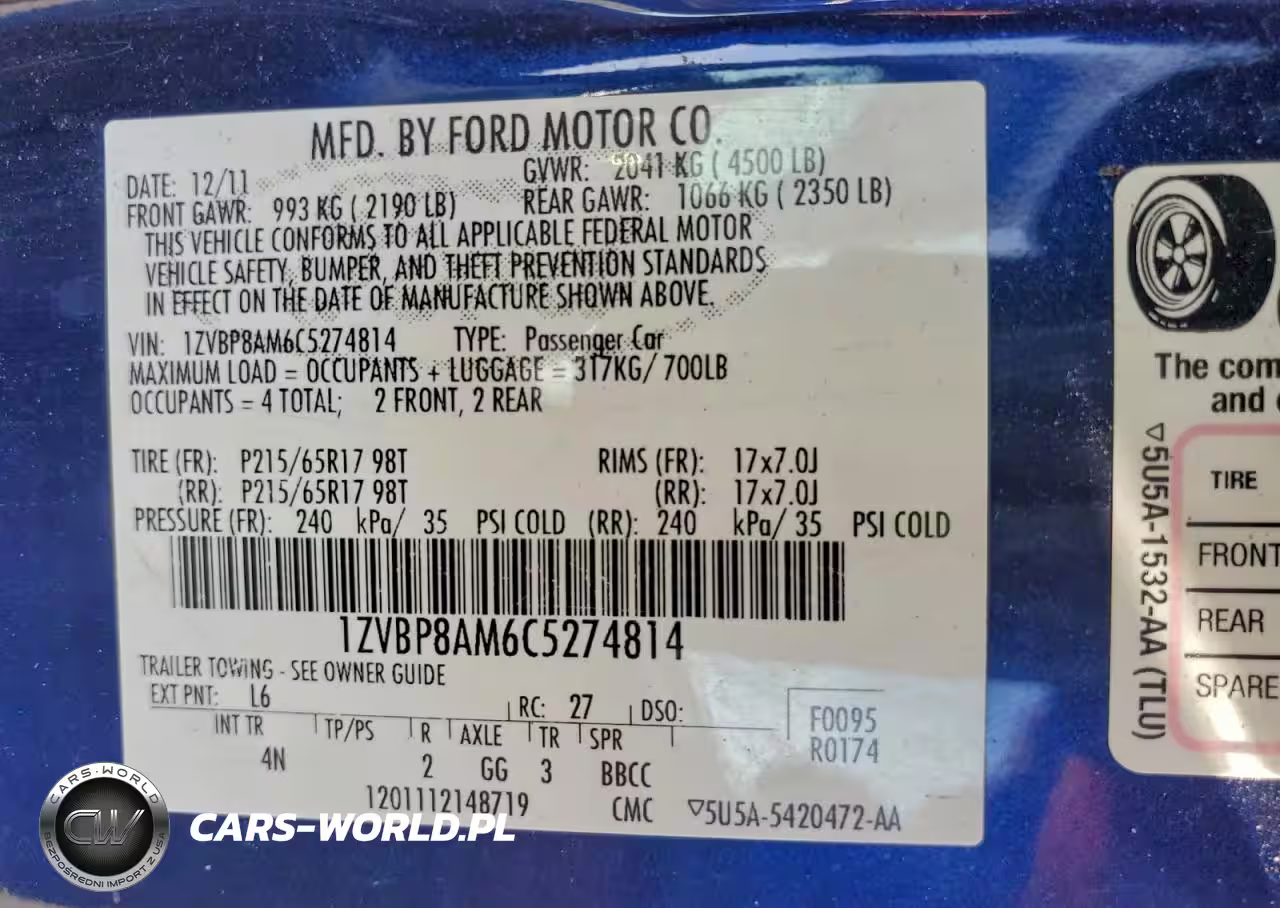 MFD. BY FORD MOTOR CO.
DATE: 12/11
GVWR: 2041 KG ( 4500 LB)
FRONT GAWR: 993 KG ( 2190 LB)
REAR GAWR: 1066 KG ( 2350 LB)
THIS VEHICLE CONFORMS TO ALL APPLICABLE FEDERAL MOTOR
VEHICLE SAFETY, BUMPER, AND THEFT PREVENTION STANDARDS
IN EFFECT ON THE DATE OF MANUFACTURE SHOWN ABOVE.
VIN: 1ZVBP8AM6C5274814 TYPE: Passenger Car
MAXIMUM LOAD = OCCUPANTS + LUGGAGE = 317KG/ 700LB
OCCUPANTS = 4 TOTAL; 2 FRONT, 2 REAR
TIRE (FR): P215/65R17 98T RIMS (FR): 17x7.0J
(RR): P215/65R17 98T (RR): 17x7.0J
PRESSURE (FR): 240 kPa/ 35 PSI COLD (RR): 240 kPa/ 35 PSI COLD
1ZVBP8AM6C5274814
TRAILER TOWING - SEE OWNER GUIDE
EXT PNT: L6 RC: 27 DSO:
INT TR TP/PS R AXLE TR SPR
4N 2 GG 3 BBCC
F0095
R0174
1201112148719 CMC ▽5U5A-5420472-AA
The com
and
▽5U5A-1532-AA (TLU)
TIRE
FRONT
REAR
SPARE
CARS-WORLD
CW
BEZPOŚREDNI IMPORT Z USA
CARS-WORLD.PL